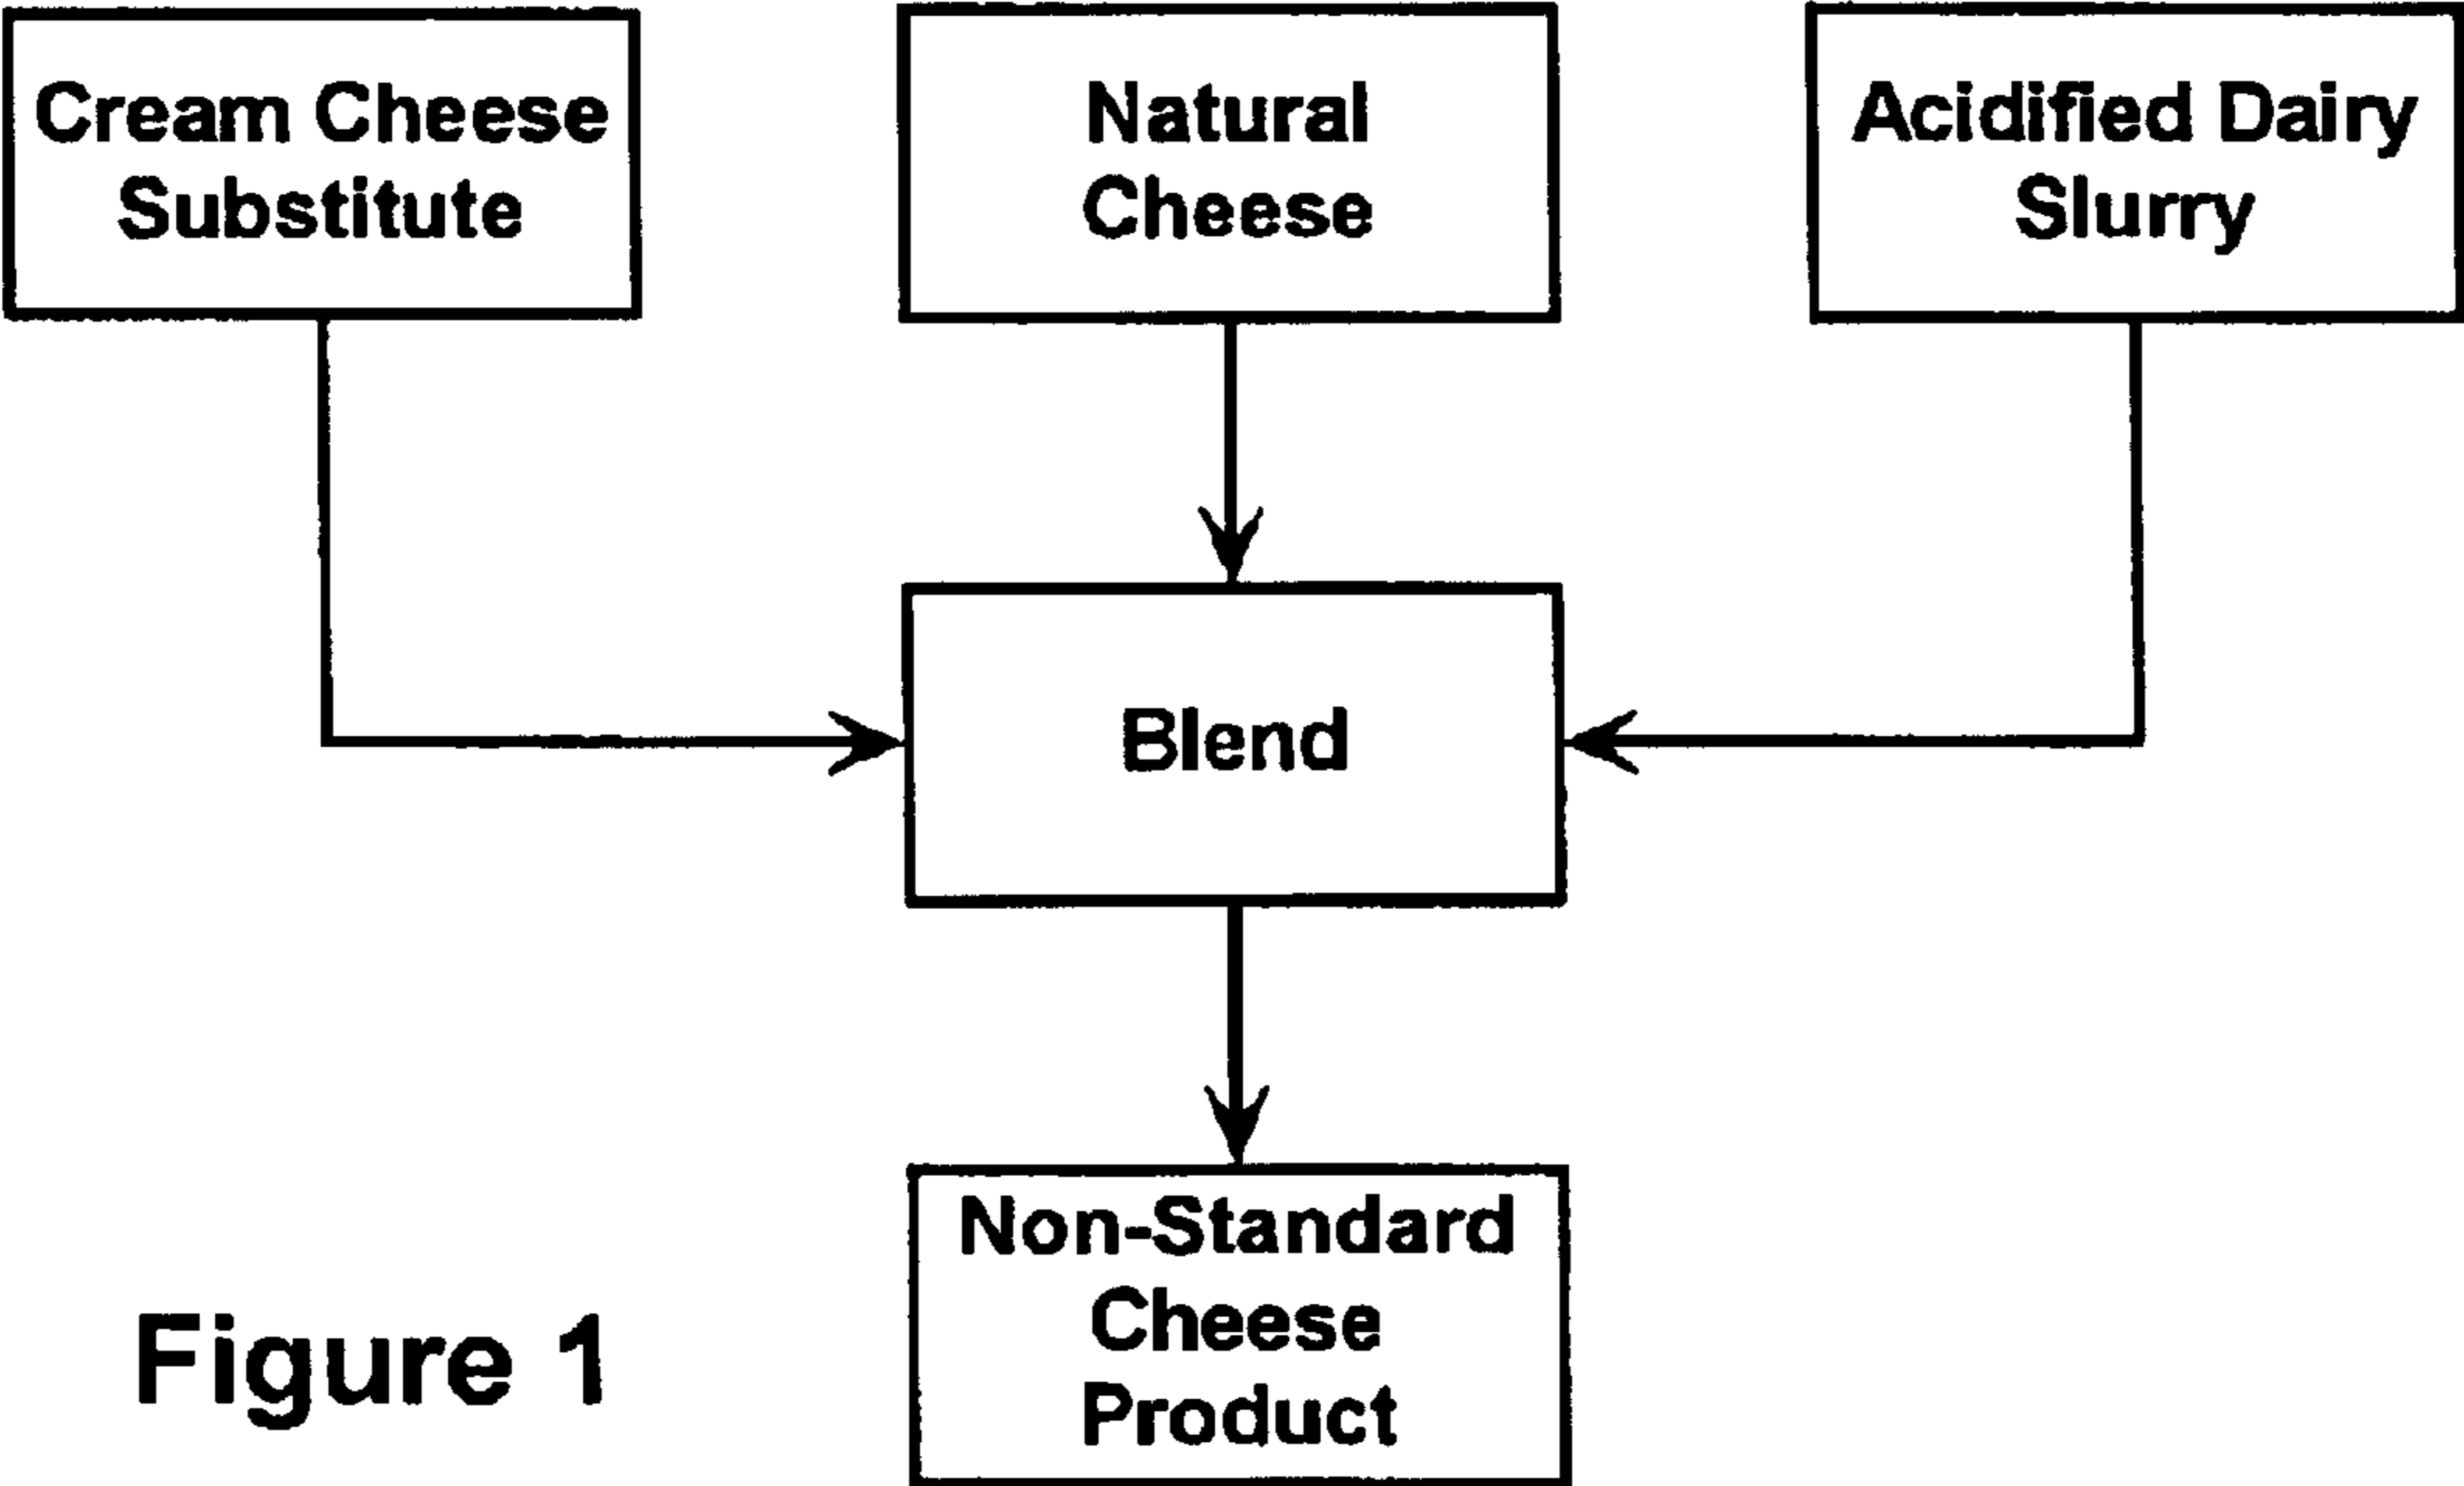 Cream Cheese
Substitute
Natural
Cheese
Acidified Dairy
Slurry
Blend
Non-Standard
Cheese
Product
Figure 1